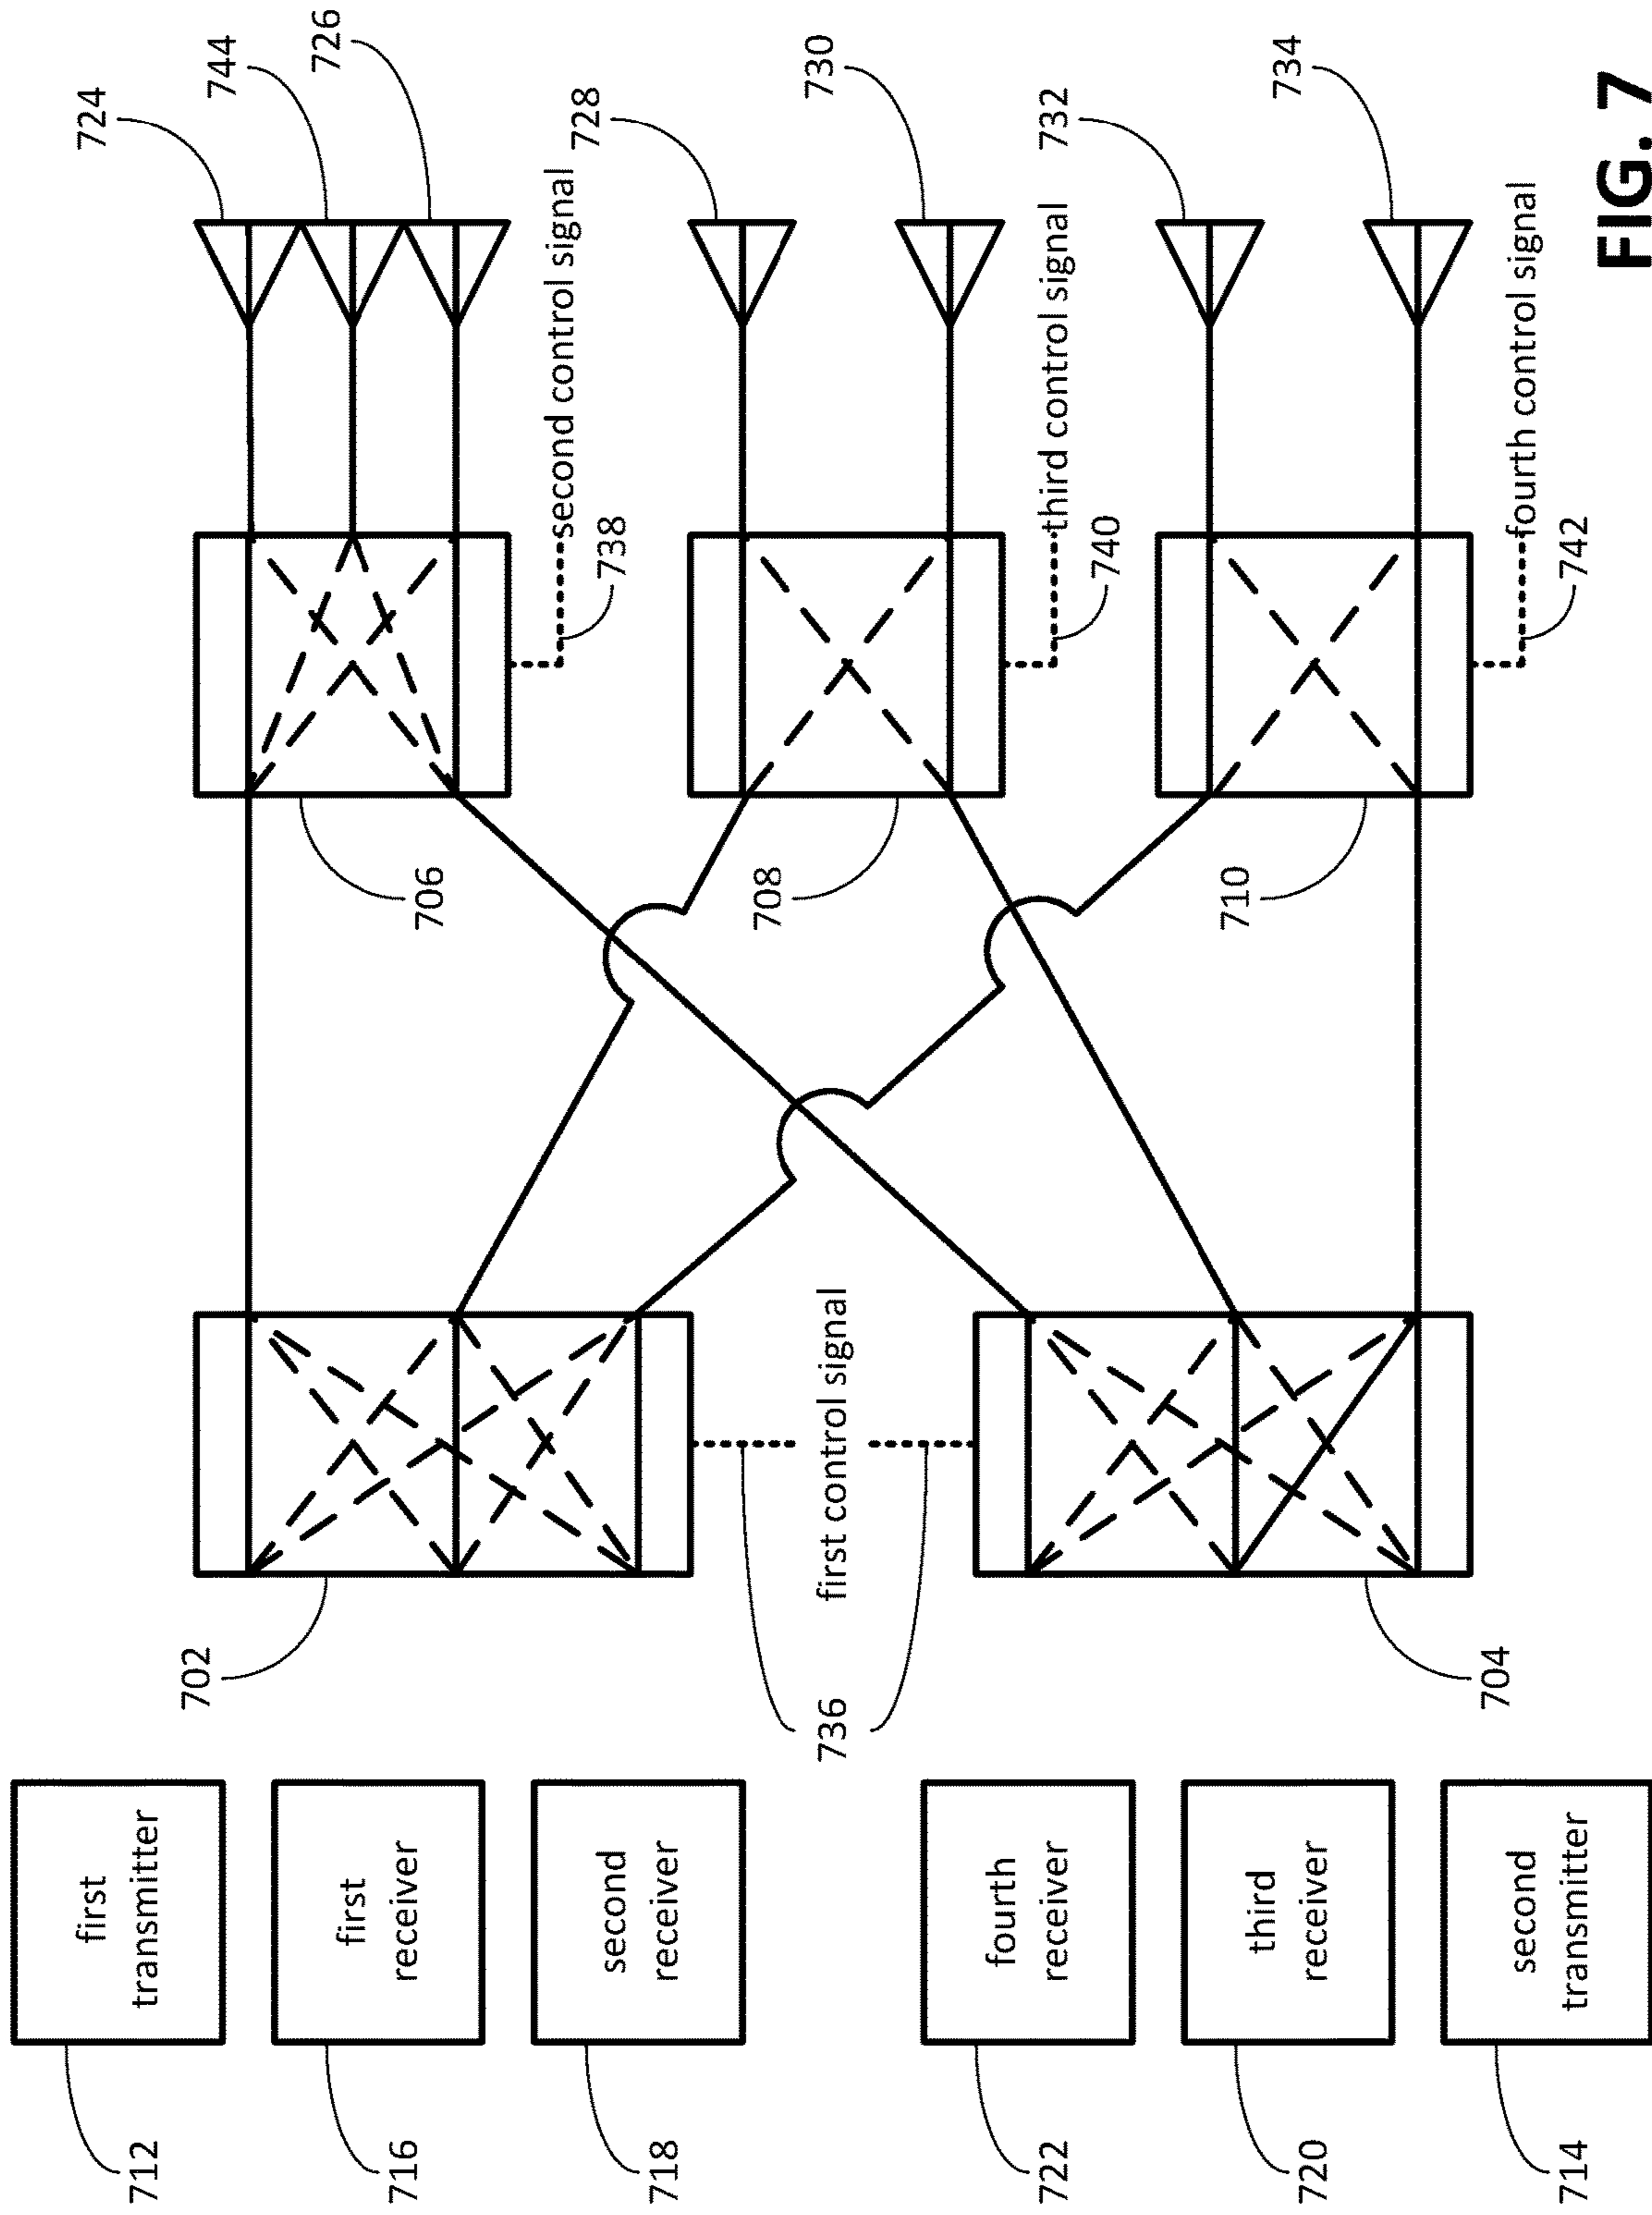 712
first
transmitter
716
first
receiver
718
second
receiver
722
fourth
receiver
720
third
receiver
714
second
transmitter
702
736
first control signal
704
706
708
710
724
744
726
second control signal
738
728
730
third control signal
740
732
734
fourth control signal
742
FIG. 7